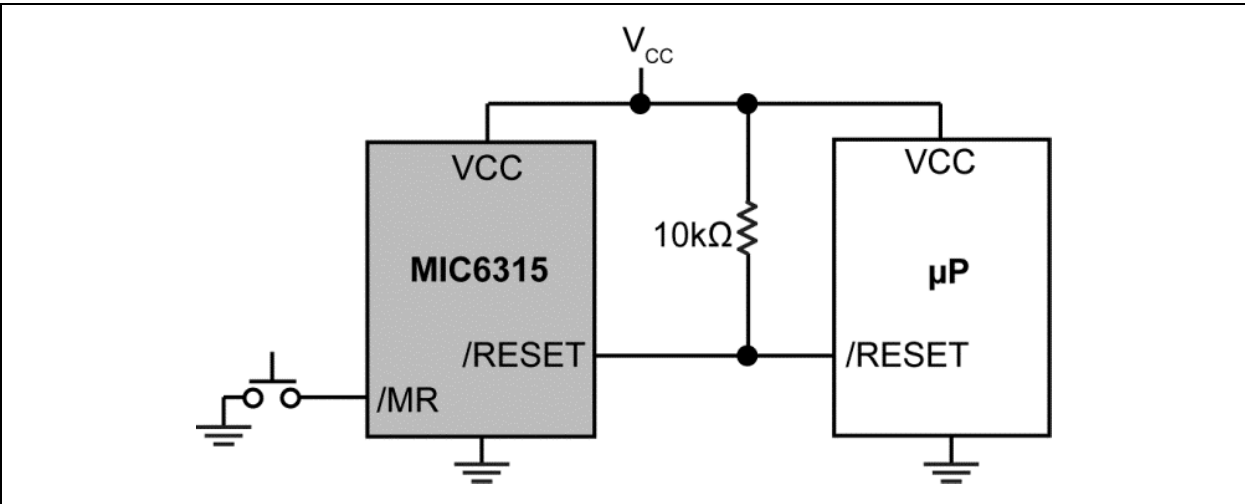 VCC
VCC
VCC
10kΩ
MIC6315
µP
/RESET
/RESET
/MR